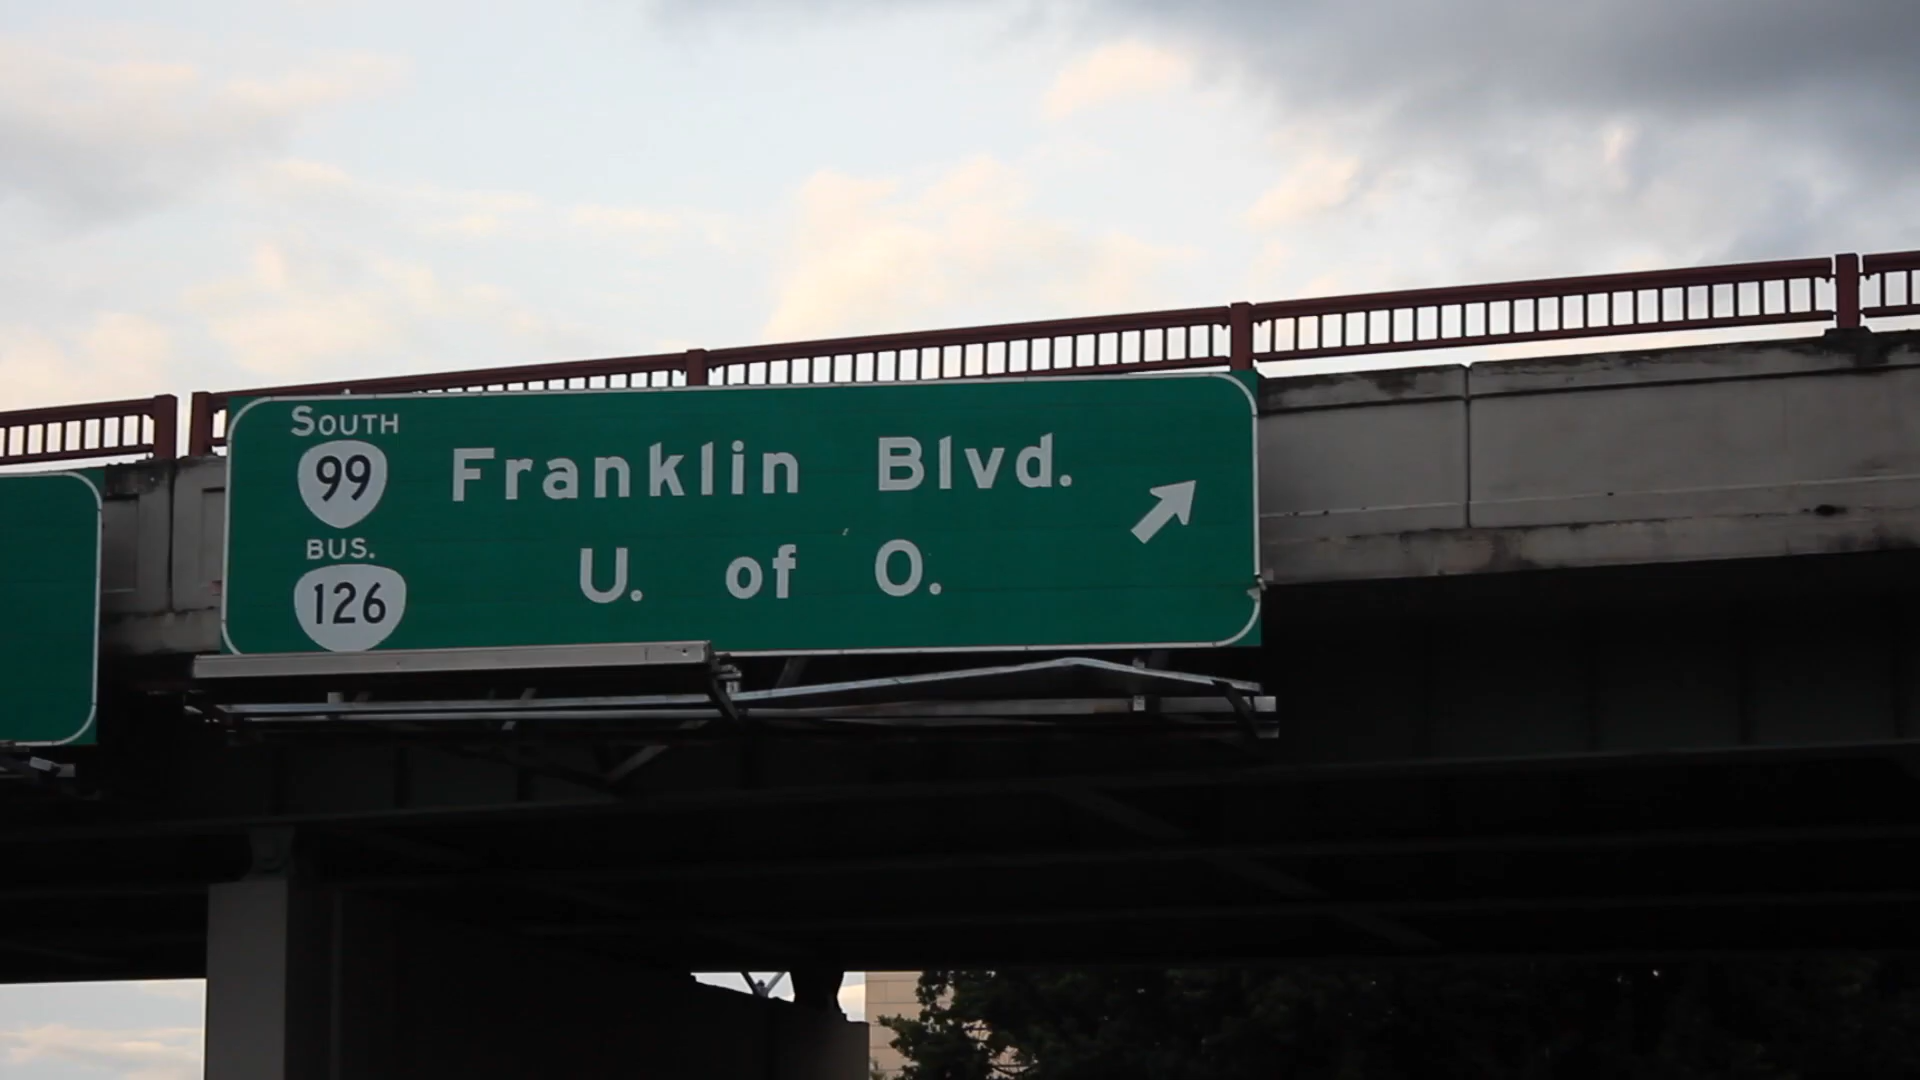 SOUTH
99
Franklin Blvd.
BUS.
126
U. of O.